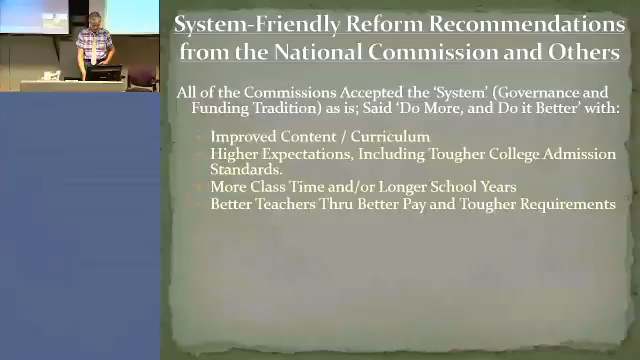 System-Friendly Reform Recommendations
from the National Commission and Others
All of the Commissions Accepted the 'System' (Governance and
Funding Tradition) as is; Said 'Do More, and Do it Better' with:
Improved Content / Curriculum
Higher Expectations, Including Tougher College Admission
Standards.
More Class Time and/or Longer School Years
Better Teachers Thru Better Pay and Tougher Requirements